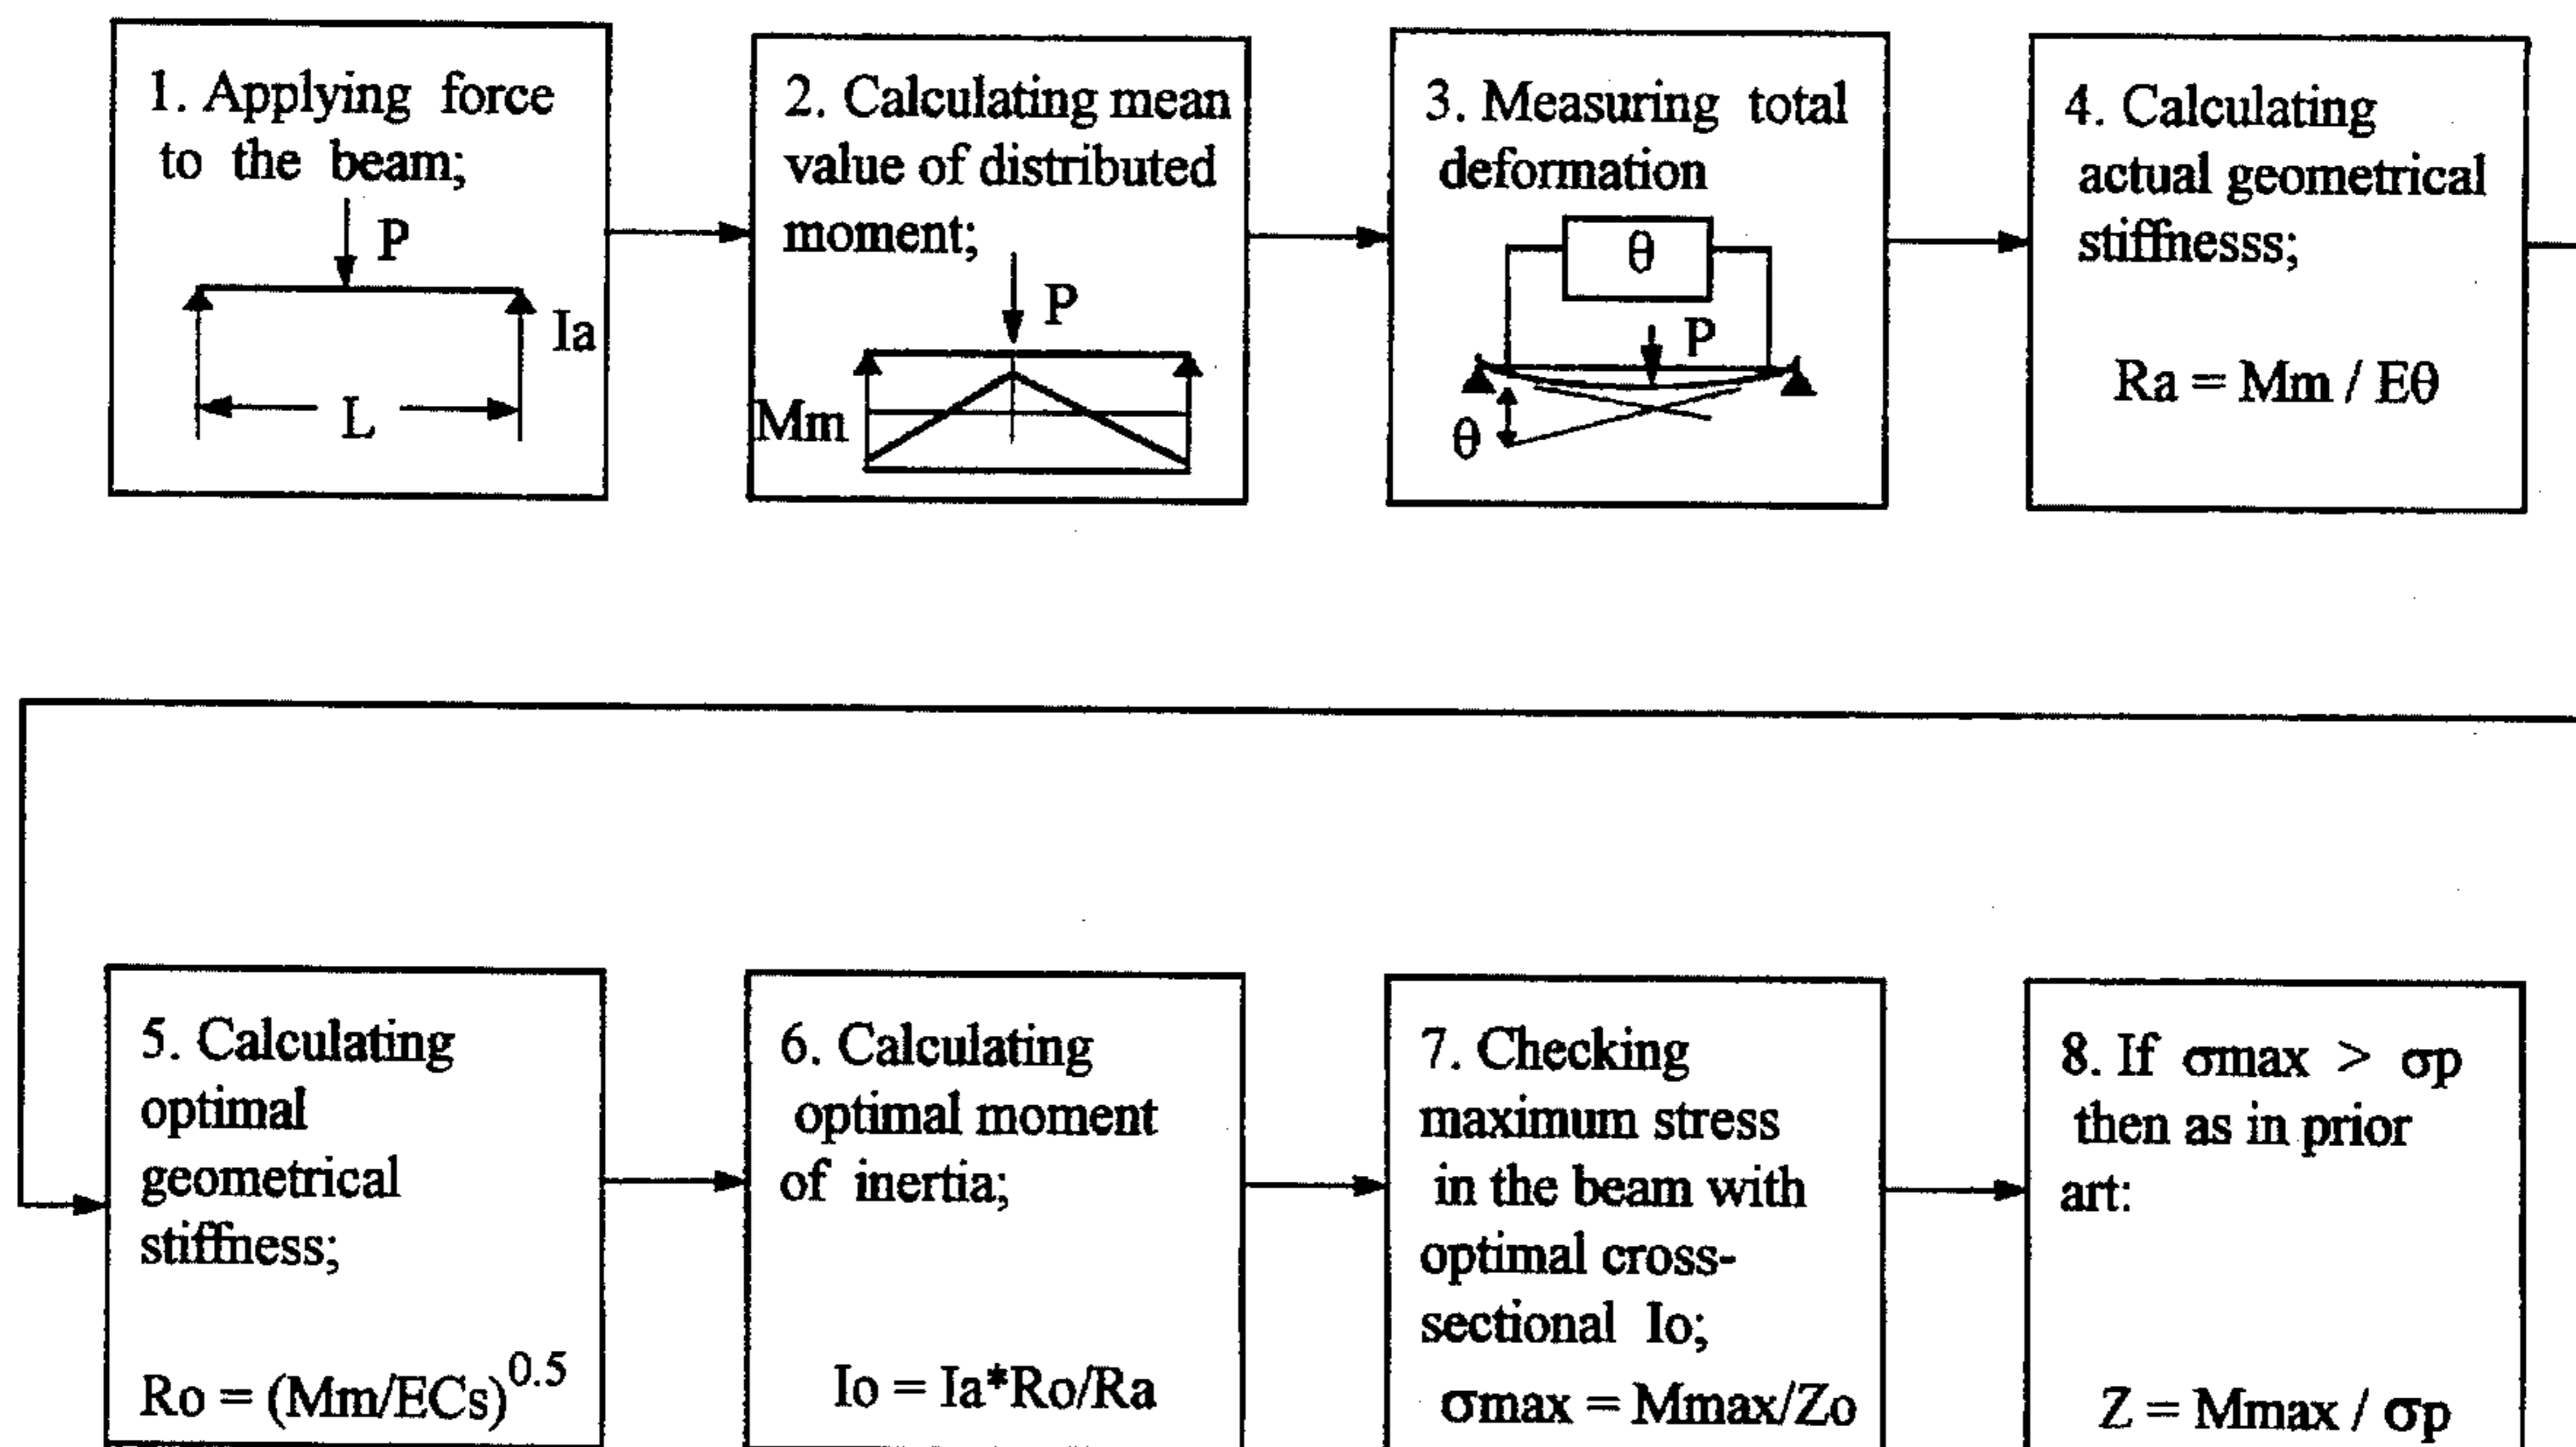 1. Applying force
to the beam;
P
Ia
L
2. Calculating mean
value of distributed
moment;
P
Mm
3. Measuring total
deformation
θ
P
θ
4. Calculating
actual geometrical
stiffnesss;
Ra = Mm / Eθ
5. Calculating
optimal
geometrical
stiffness;
Ro = (Mm/ECs)^0.5
6. Calculating
optimal moment
of inertia;
Io = Ia*Ro/Ra
7. Checking
maximum stress
in the beam with
optimal cross-
sectional Io;
σmax = Mmax/Zo
8. If σmax > σp
then as in prior
art:
Z = Mmax / σp